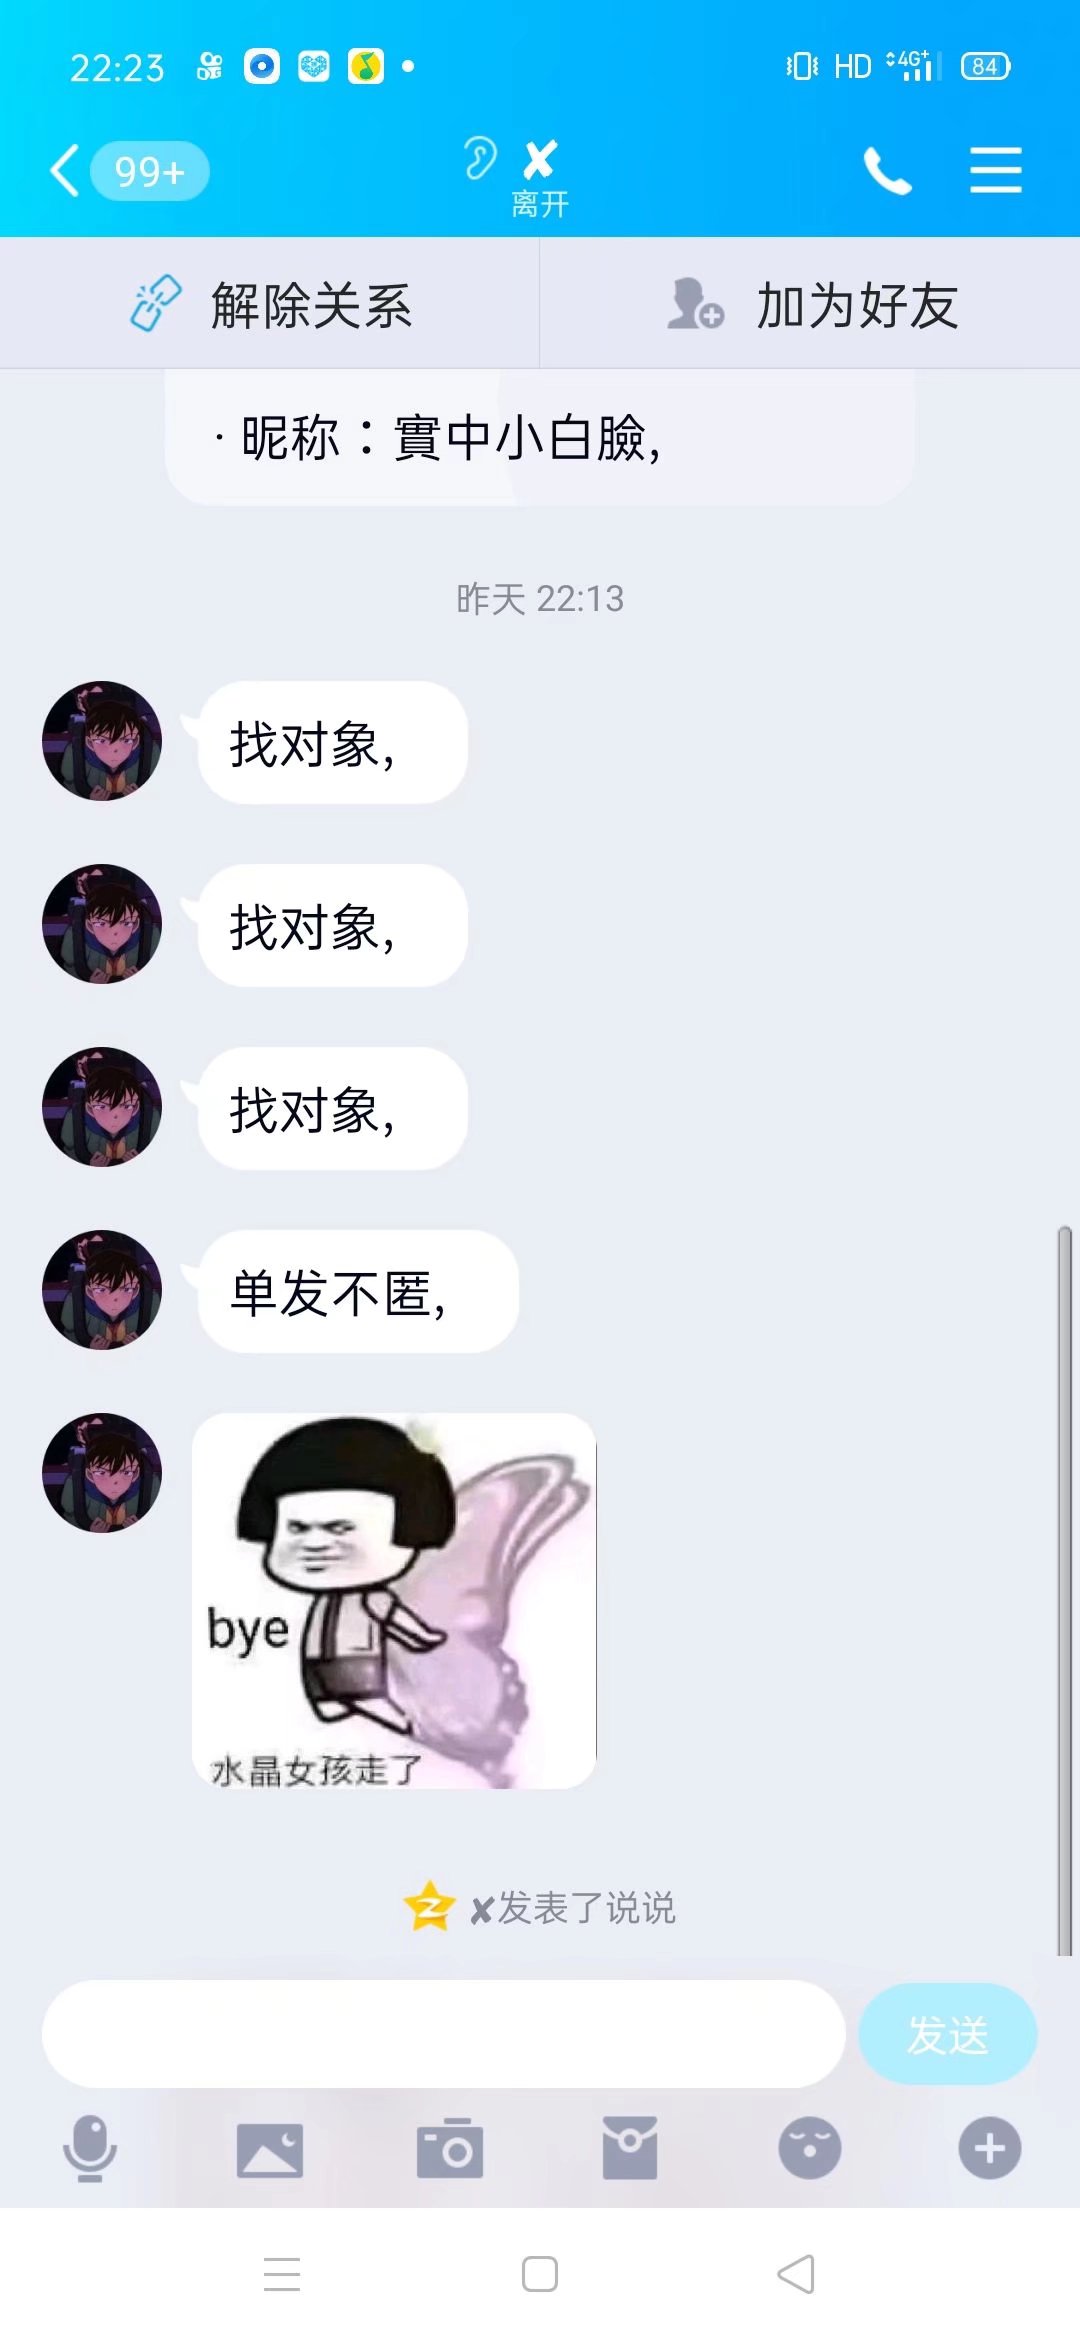 22:23
HD 4G+ 84
99+
✘
离开
解除关系
加为好友
· 昵称：實中小白臉,
昨天 22:13
找对象,
找对象,
找对象,
单发不匿,
bye
水晶女孩走了
✘发表了说说
发送